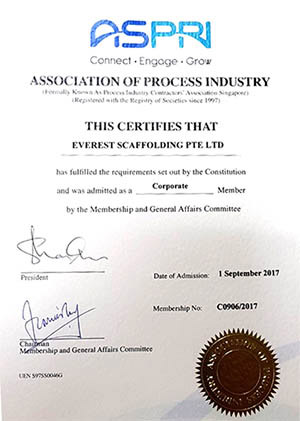 ASPRI
Connect • Engage • Grow
ASSOCIATION OF PROCESS INDUSTRY
(Formally Known As Process Industry Contractors' Association Singapore)
(Registered with the Registry of Societies since 1997)
THIS CERTIFIES THAT
EVEREST SCAFFOLDING PTE LTD
has fulfilled the requirements set out by the Constitution
and was admitted as a Corporate Member
by the Membership and General Affairs Committee
President
Date of Admission: 1 September 2017
Membership No: C0906/2017
Chairman
Membership and General Affairs Committee
UEN S97SS0046G